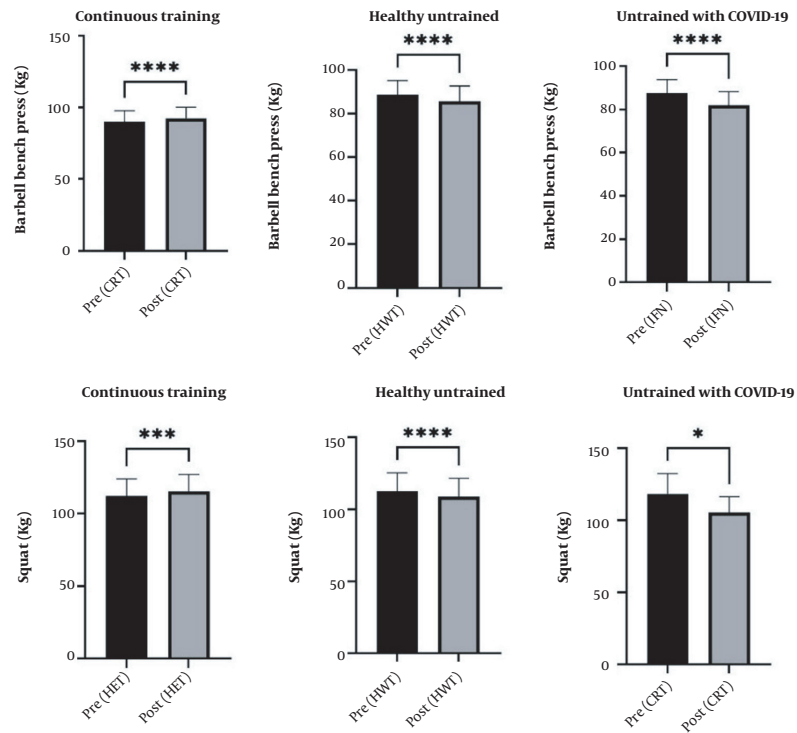 Continuous training
Healthy untrained
Untrained with COVID-19
Barbell bench press (Kg)
150
100
50
0
****
Pre (CRT)
Post (CRT)
Barbell bench press (Kg)
100
80
60
40
20
0
****
Pre (HWT)
Post (HWT)
Barbell bench press (Kg)
100
80
60
40
20
0
****
Pre (IFN)
Post (IFN)
Continuous training
Healthy untrained
Untrained with COVID-19
Squat (Kg)
150
100
50
0
***
Pre (HET)
Post (HET)
Squat (Kg)
150
100
50
0
****
Pre (HWT)
Post (HWT)
Squat (Kg)
150
100
50
0
*
Pre (CRT)
Post (CRT)